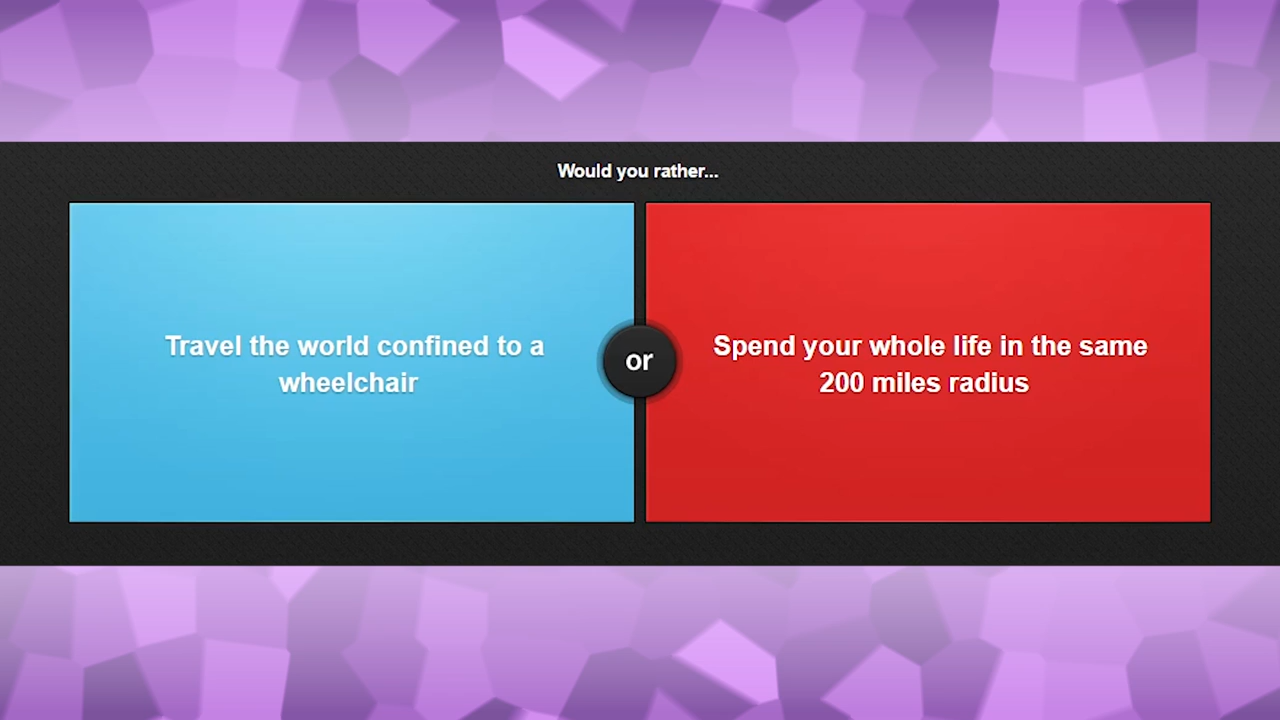 Would you rather...
Travel the world confined to a
wheelchair
or
Spend your whole life in the same
200 miles radius